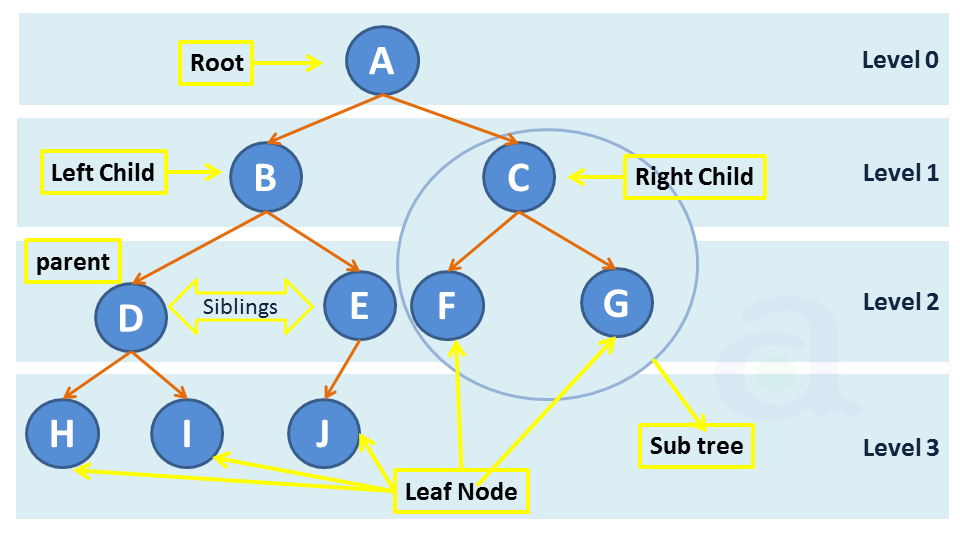 Root
A
Level 0
Left Child
B
C
Right Child
Level 1
parent
D
Siblings
E
F
G
Level 2
H
I
J
Leaf Node
Sub tree
Level 3
a